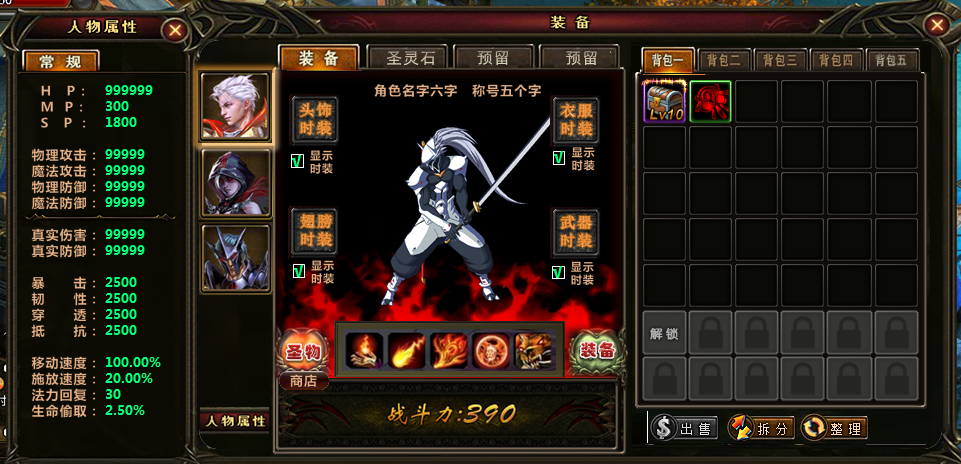 人物属性
常 规
H P： 999999
M P： 300
S P： 1800
物理攻击： 99999
魔法攻击： 99999
物理防御： 99999
魔法防御： 99999
真实伤害： 99999
真实防御： 99999
暴 击： 2500
韧 性： 2500
穿 透： 2500
抵 抗： 2500
移动速度： 100.00%
施放速度： 20.00%
法力回复： 30
生命偷取： 2.50%
人物属性
装 备
装 备
圣灵石
预留
预留
角色名字六字 称号五个字
头饰
时装
显示
时装
衣服
时装
显示
时装
翅膀
时装
显示
时装
武器
时装
显示
时装
圣物
商店
装备
战斗力:390
背包一
背包二
背包三
背包四
背包五
Lv10
解锁
出售
拆分
整理